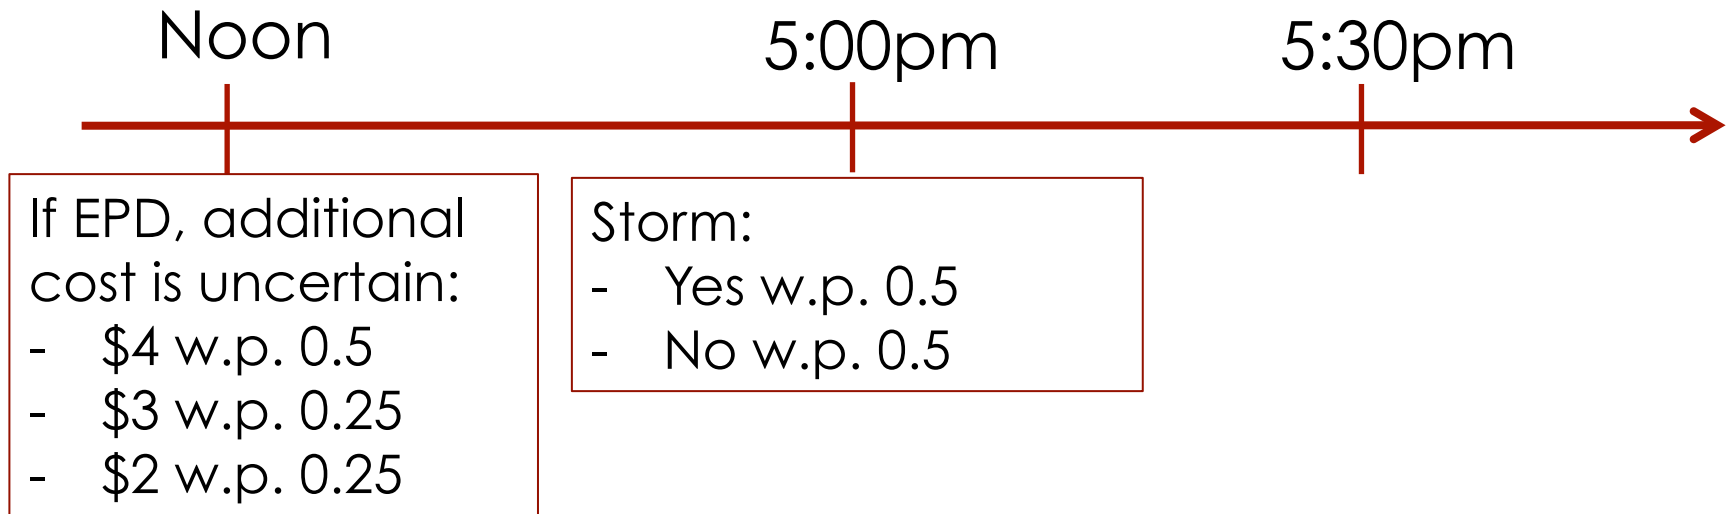 Noon
5:00pm
5:30pm
If EPD, additional
cost is uncertain:
- $4 w.p. 0.5
- $3 w.p. 0.25
- $2 w.p. 0.25
Storm:
- Yes w.p. 0.5
- No w.p. 0.5